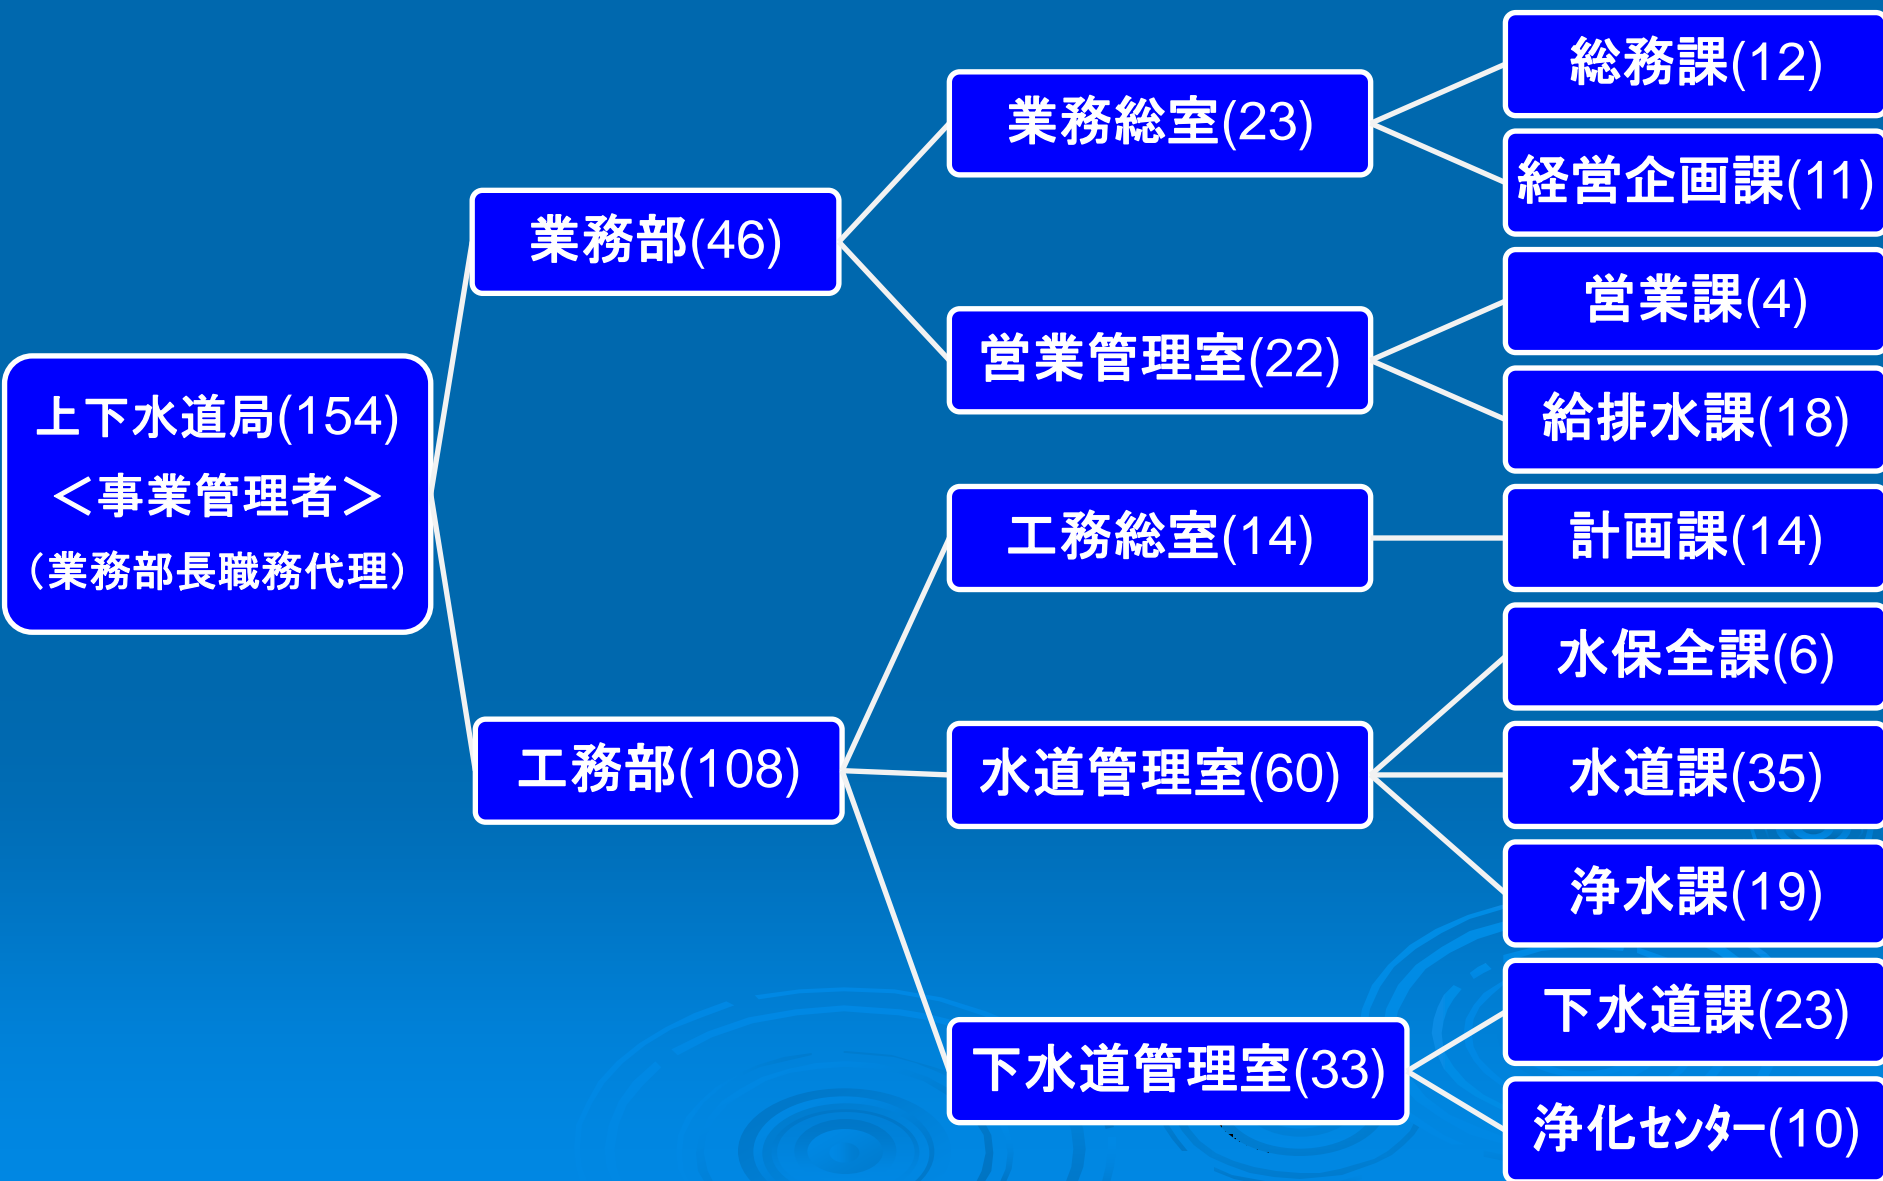 上下水道局(154)
＜事業管理者＞
（業務部長職務代理）
業務部(46)
工務部(108)
業務総室(23)
営業管理室(22)
工務総室(14)
水道管理室(60)
下水道管理室(33)
総務課(12)
経営企画課(11)
営業課(4)
給排水課(18)
計画課(14)
水保全課(6)
水道課(35)
浄水課(19)
下水道課(23)
浄化ｾﾝﾀｰ(10)